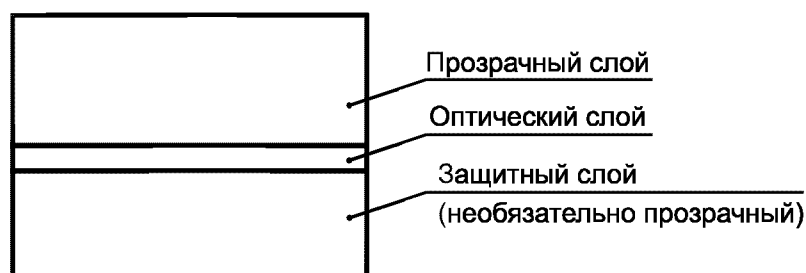 Прозрачный слой
Оптический слой
Защитный слой
(необязательно прозрачный)